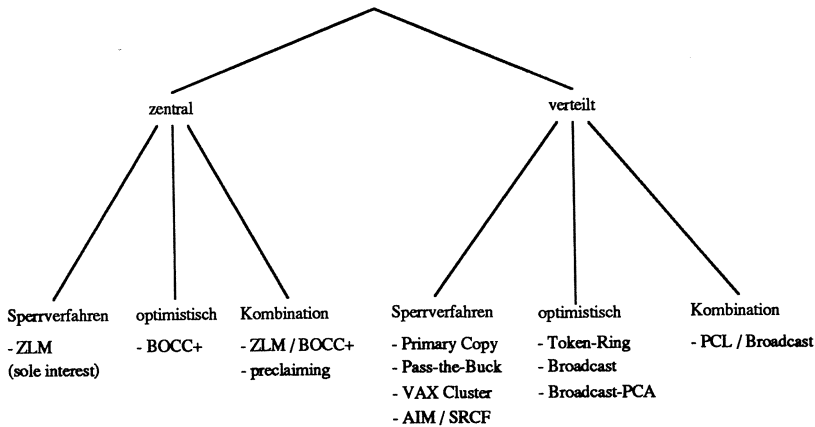 zentral
verteilt
Sperrverfahren
- ZLM
(sole interest)
optimistisch
- BOCC+
Kombination
- ZLM / BOCC+
- preclaiming
Sperrverfahren
- Primary Copy
- Pass-the-Buck
- VAX Cluster
- AIM / SRCF
optimistisch
- Token-Ring
- Broadcast
- Broadcast-PCA
Kombination
- PCL / Broadcast